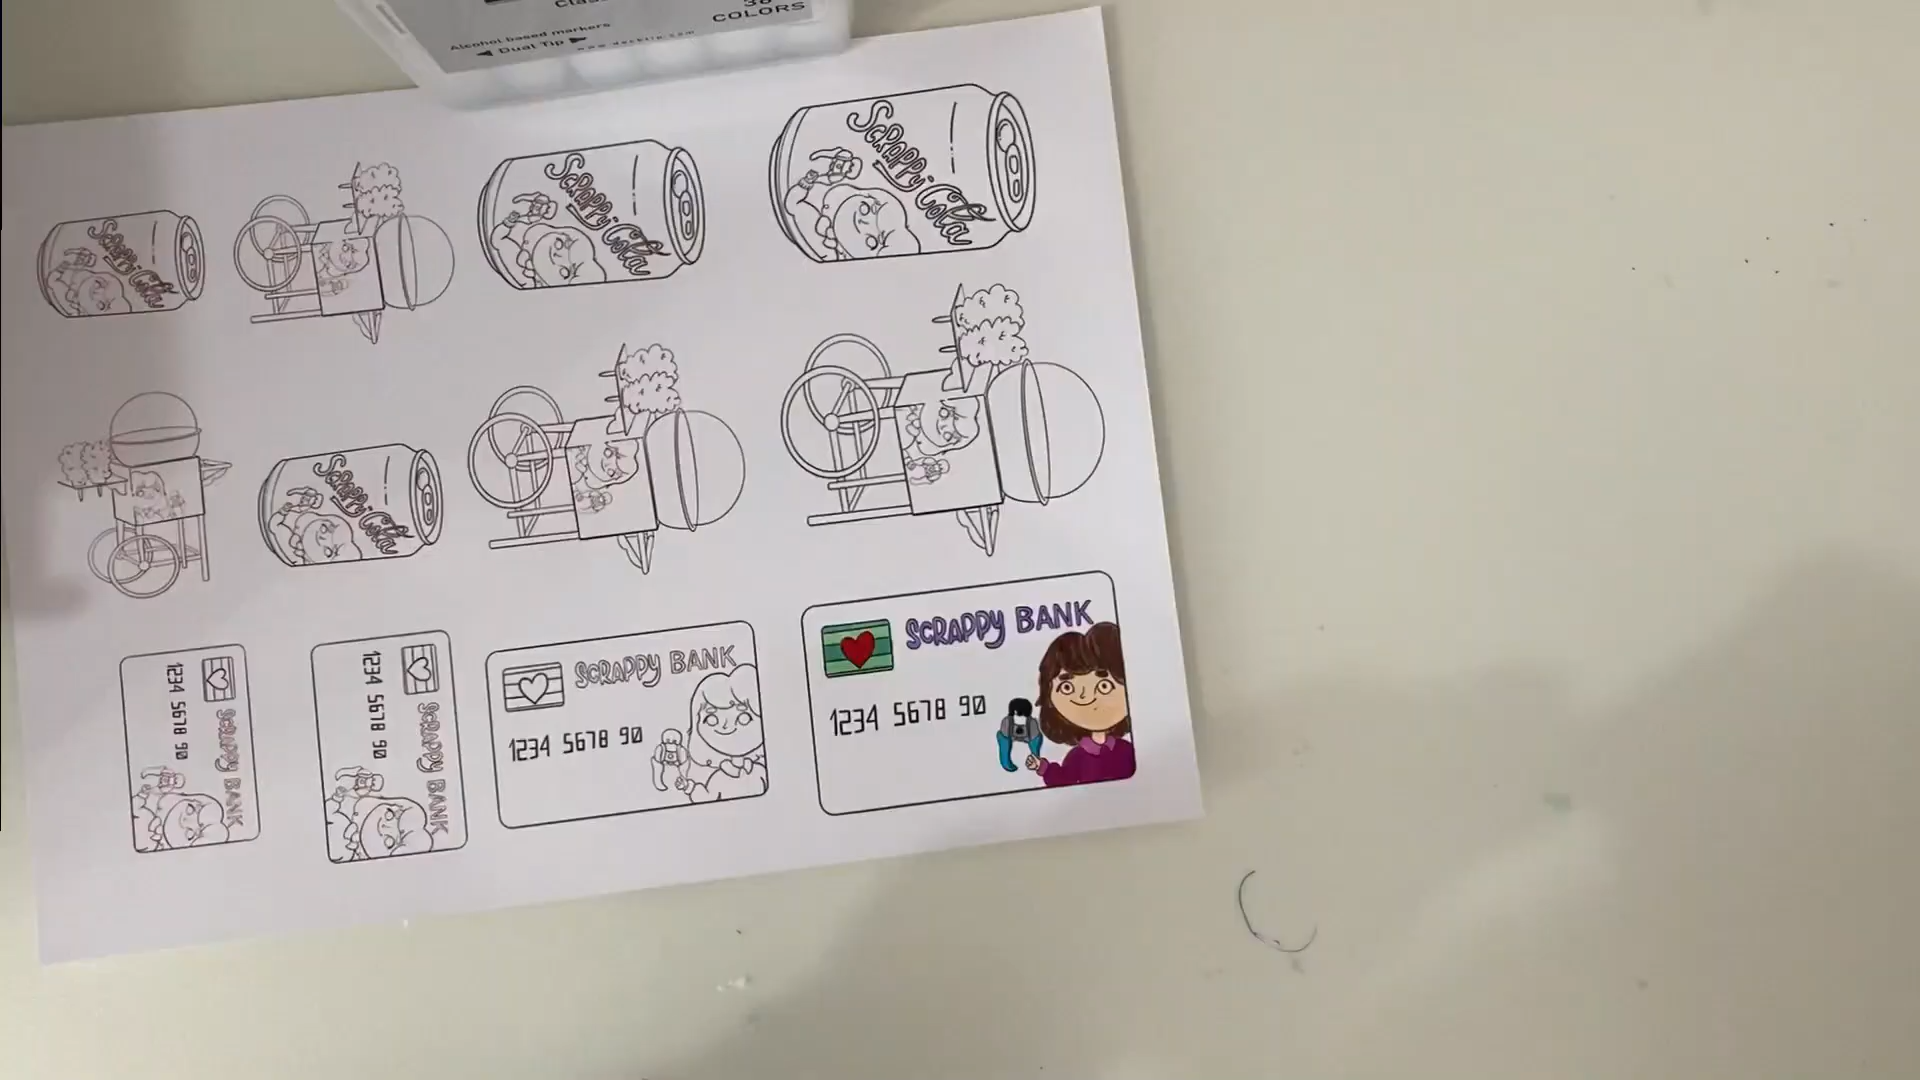 COLORS
Alcohol based markers
◀ Dual Tip ▶
SCRAPPY
Cola
SCRAPPY
Cola
SCRAPPY
Cola
SCRAPPY
Cola
SCRAPPY BANK
1234 5678 90
SCRAPPY BANK
1234 5678 90
SCRAPPY BANK
1234 5678 90
SCRAPPY BANK
1234 5678 90